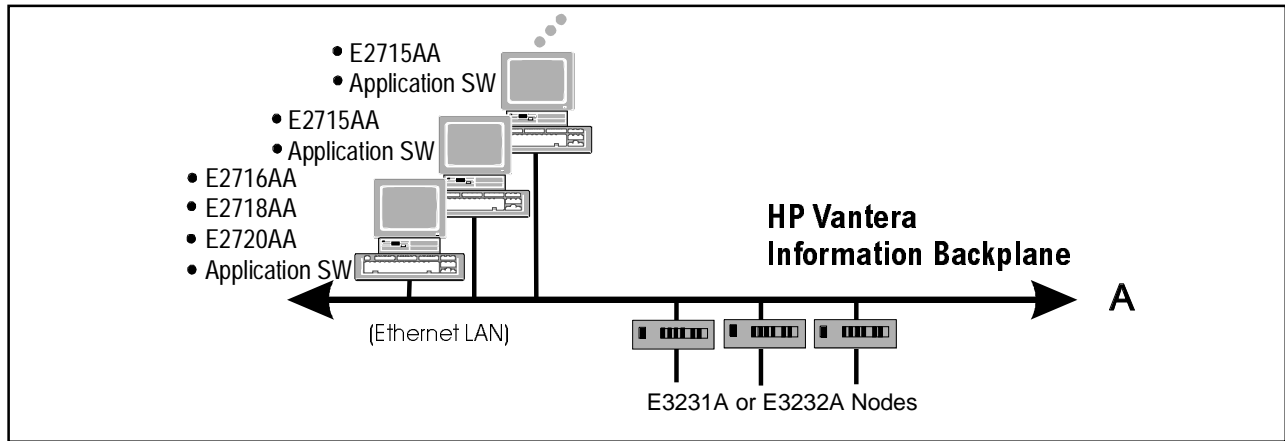 • E2715AA
• Application SW
• E2715AA
• Application SW
• E2716AA
• E2718AA
• E2720AA
• Application SW
HP Vantera
Information Backplane
A
(Ethernet LAN)
E3231A or E3232A Nodes